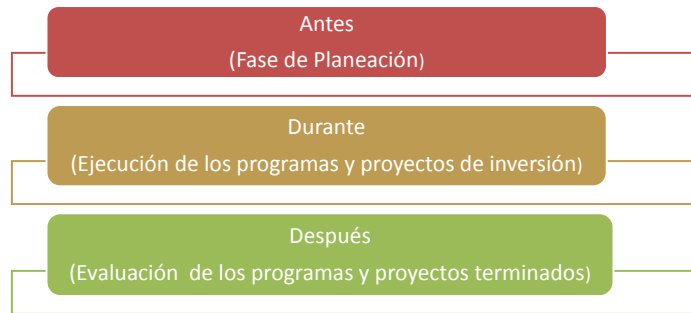 Antes
(Fase de Planeación)
Durante
(Ejecución de los programas y proyectos de inversión)
Después
(Evaluación  de los programas y proyectos terminados)